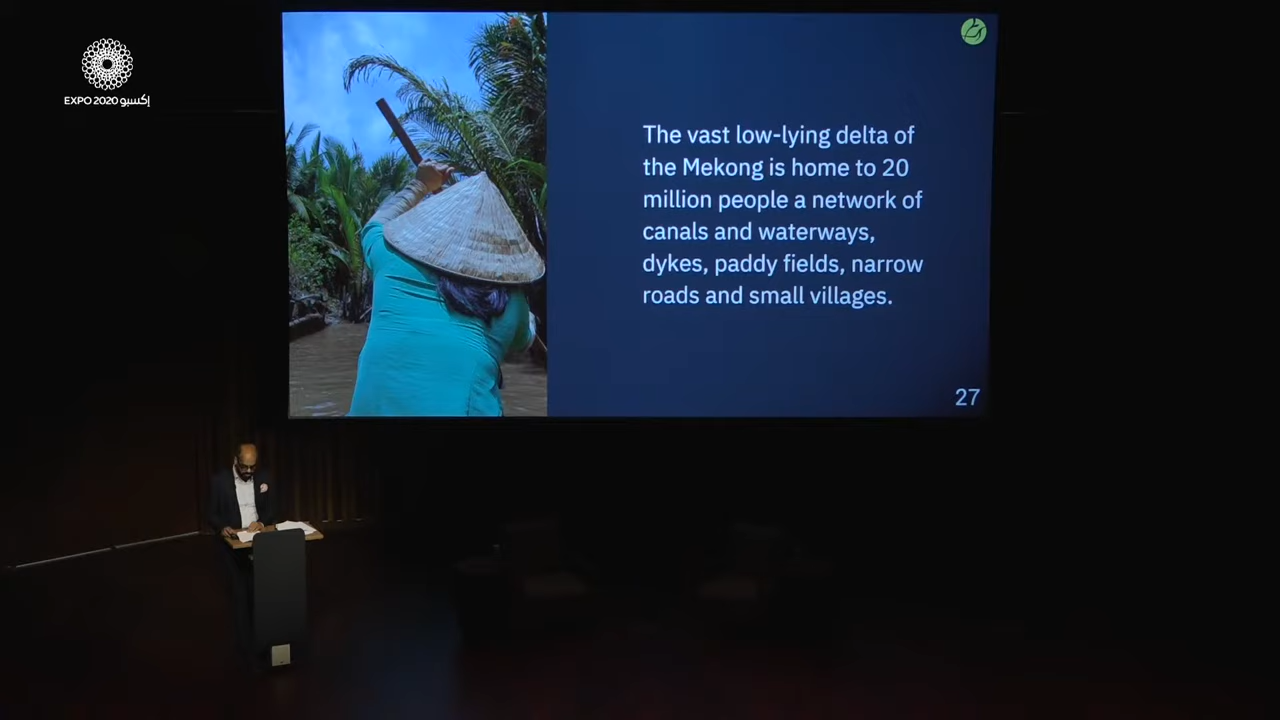 EXPO 2020 إكسبو
The vast low-lying delta of
the Mekong is home to 20
million people a network of
canals and waterways,
dykes, paddy fields, narrow
roads and small villages.
27